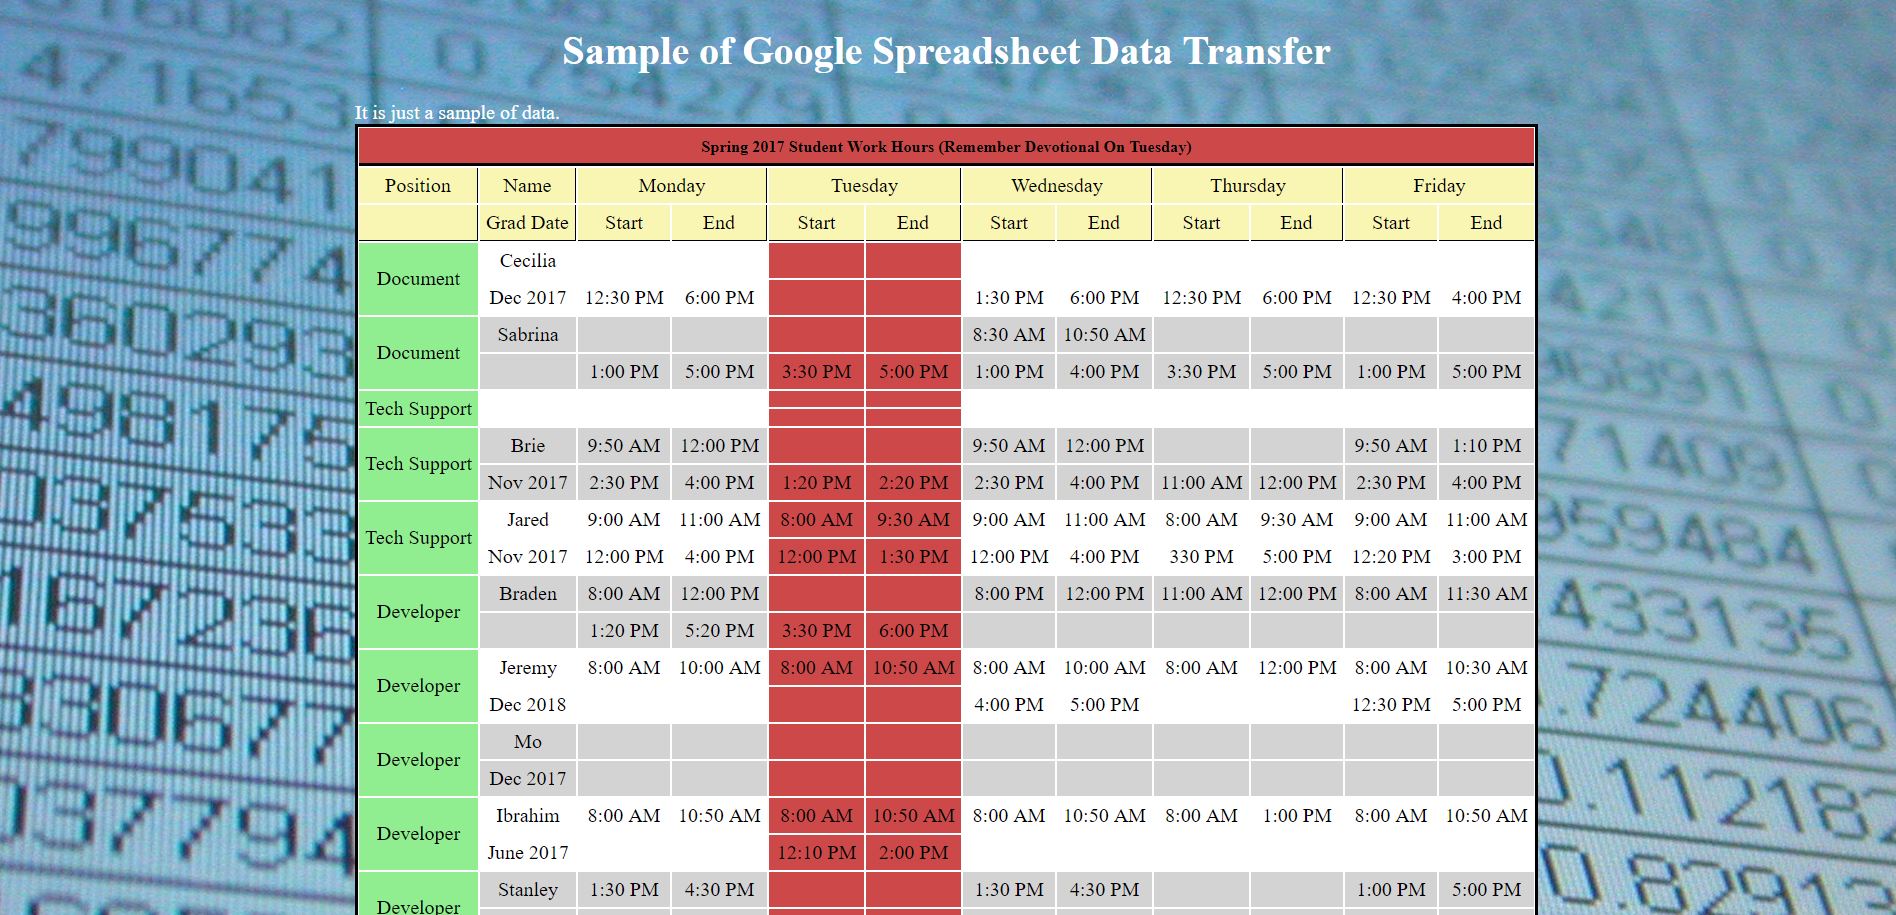 Sample of Google Spreadsheet Data Transfer
It is just a sample of data.
Spring 2017 Student Work Hours (Remember Devotional On Tuesday)
Position Name Monday Tuesday Wednesday Thursday Friday
Grad Date Start End Start End Start End Start End Start End
Document Cecilia
Dec 2017 12:30 PM 6:00 PM 1:30 PM 6:00 PM 12:30 PM 6:00 PM 12:30 PM 4:00 PM
Document Sabrina 8:30 AM 10:50 AM
1:00 PM 5:00 PM 3:30 PM 5:00 PM 1:00 PM 4:00 PM 3:30 PM 5:00 PM 1:00 PM 5:00 PM
Tech Support
Tech Support Brie 9:50 AM 12:00 PM 9:50 AM 12:00 PM 9:50 AM 1:10 PM
Nov 2017 2:30 PM 4:00 PM 1:20 PM 2:20 PM 2:30 PM 4:00 PM 11:00 AM 12:00 PM 2:30 PM 4:00 PM
Tech Support Jared 9:00 AM 11:00 AM 8:00 AM 9:30 AM 9:00 AM 11:00 AM 8:00 AM 9:30 AM 9:00 AM 11:00 AM
Nov 2017 12:00 PM 4:00 PM 12:00 PM 1:30 PM 12:00 PM 4:00 PM 330 PM 5:00 PM 12:20 PM 3:00 PM
Developer Braden 8:00 AM 12:00 PM 8:00 PM 12:00 PM 11:00 AM 12:00 PM 8:00 AM 11:30 AM
1:20 PM 5:20 PM 3:30 PM 6:00 PM
Developer Jeremy 8:00 AM 10:00 AM 8:00 AM 10:50 AM 8:00 AM 10:00 AM 8:00 AM 12:00 PM 8:00 AM 10:30 AM
Dec 2018 4:00 PM 5:00 PM 12:30 PM 5:00 PM
Developer Mo
Dec 2017
Developer Ibrahim 8:00 AM 10:50 AM 8:00 AM 10:50 AM 8:00 AM 10:50 AM 8:00 AM 1:00 PM 8:00 AM 10:50 AM
June 2017 12:10 PM 2:00 PM
Developer Stanley 1:30 PM 4:30 PM 1:30 PM 4:30 PM 1:00 PM 5:00 PM
471653
799041
996774
360293
498175
037533
167236
330677
037794
71409
959484
433135
.724406